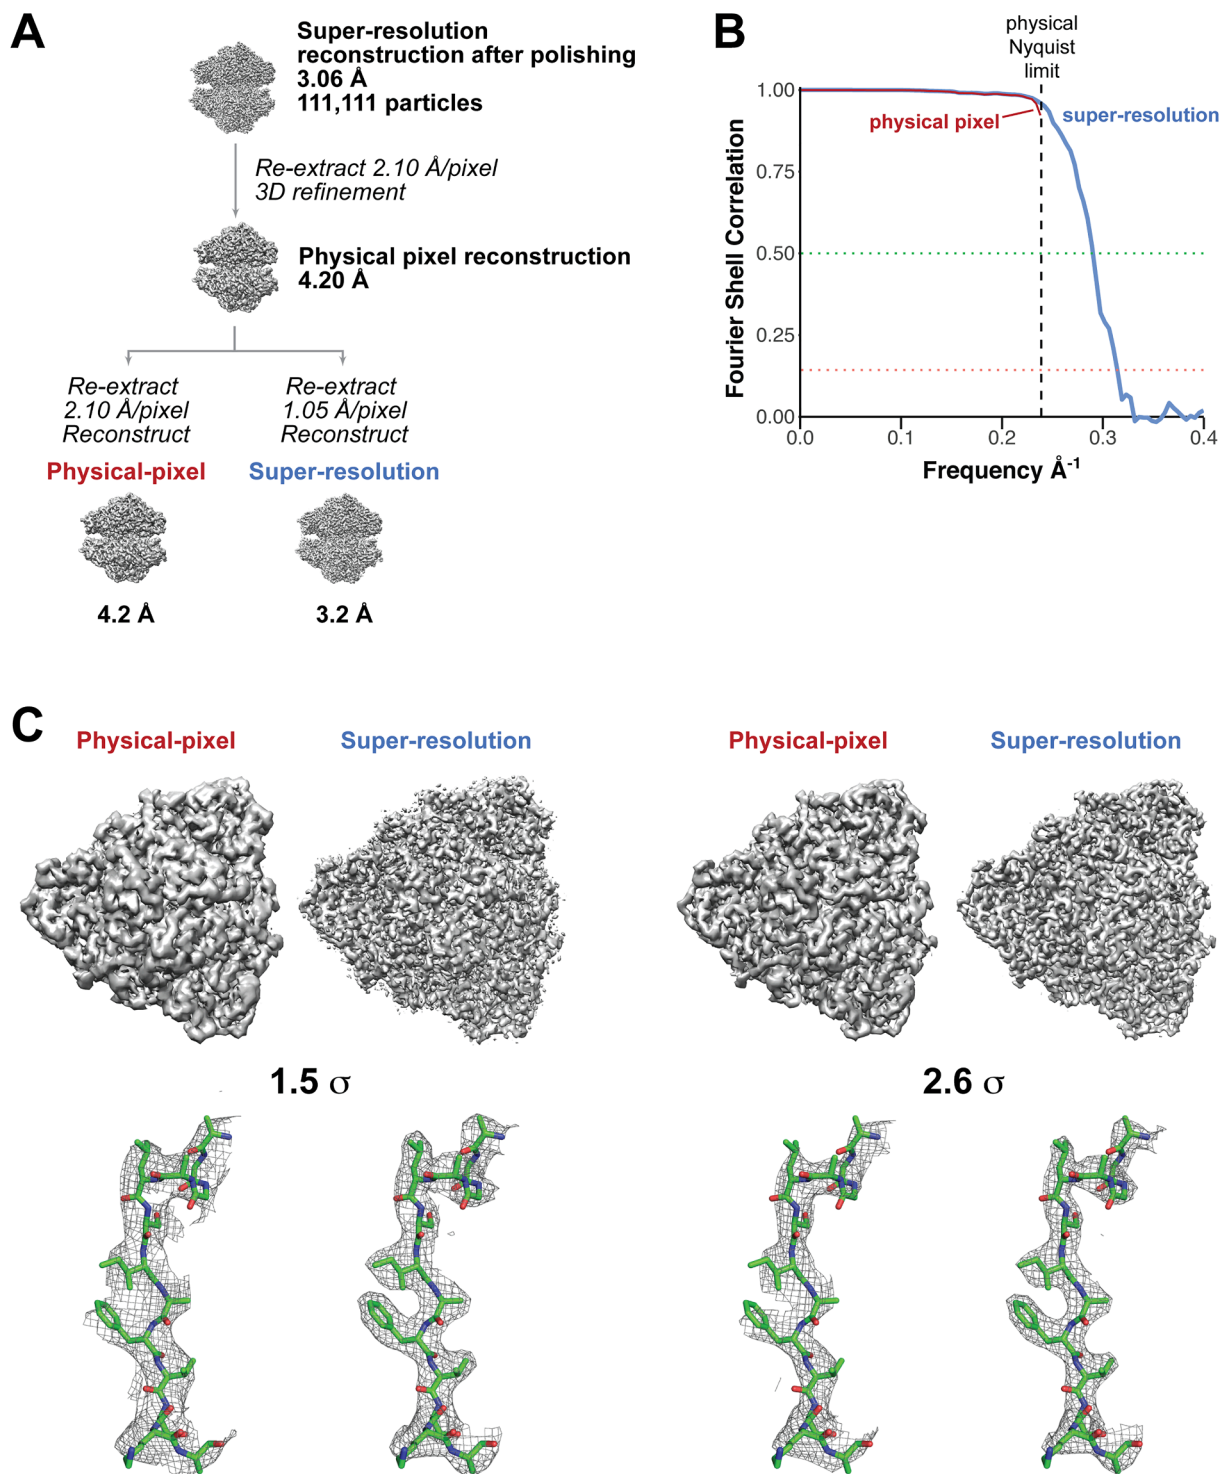 A
Super-resolution
reconstruction after polishing
3.06 Å
111,111 particles
Re-extract 2.10 Å/pixel
3D refinement
Physical pixel reconstruction
4.20 Å
Re-extract
2.10 Å/pixel
Reconstruct
Re-extract
1.05 Å/pixel
Reconstruct
Physical-pixel
Super-resolution
4.2 Å
3.2 Å
B
physical
Nyquist
limit
1.00
0.75
0.50
0.25
0.00
Fourier Shell Correlation
physical pixel
super-resolution
0.0
0.1
0.2
0.3
0.4
Frequency Å-1
C
Physical-pixel
Super-resolution
Physical-pixel
Super-resolution
1.5 σ
2.6 σ